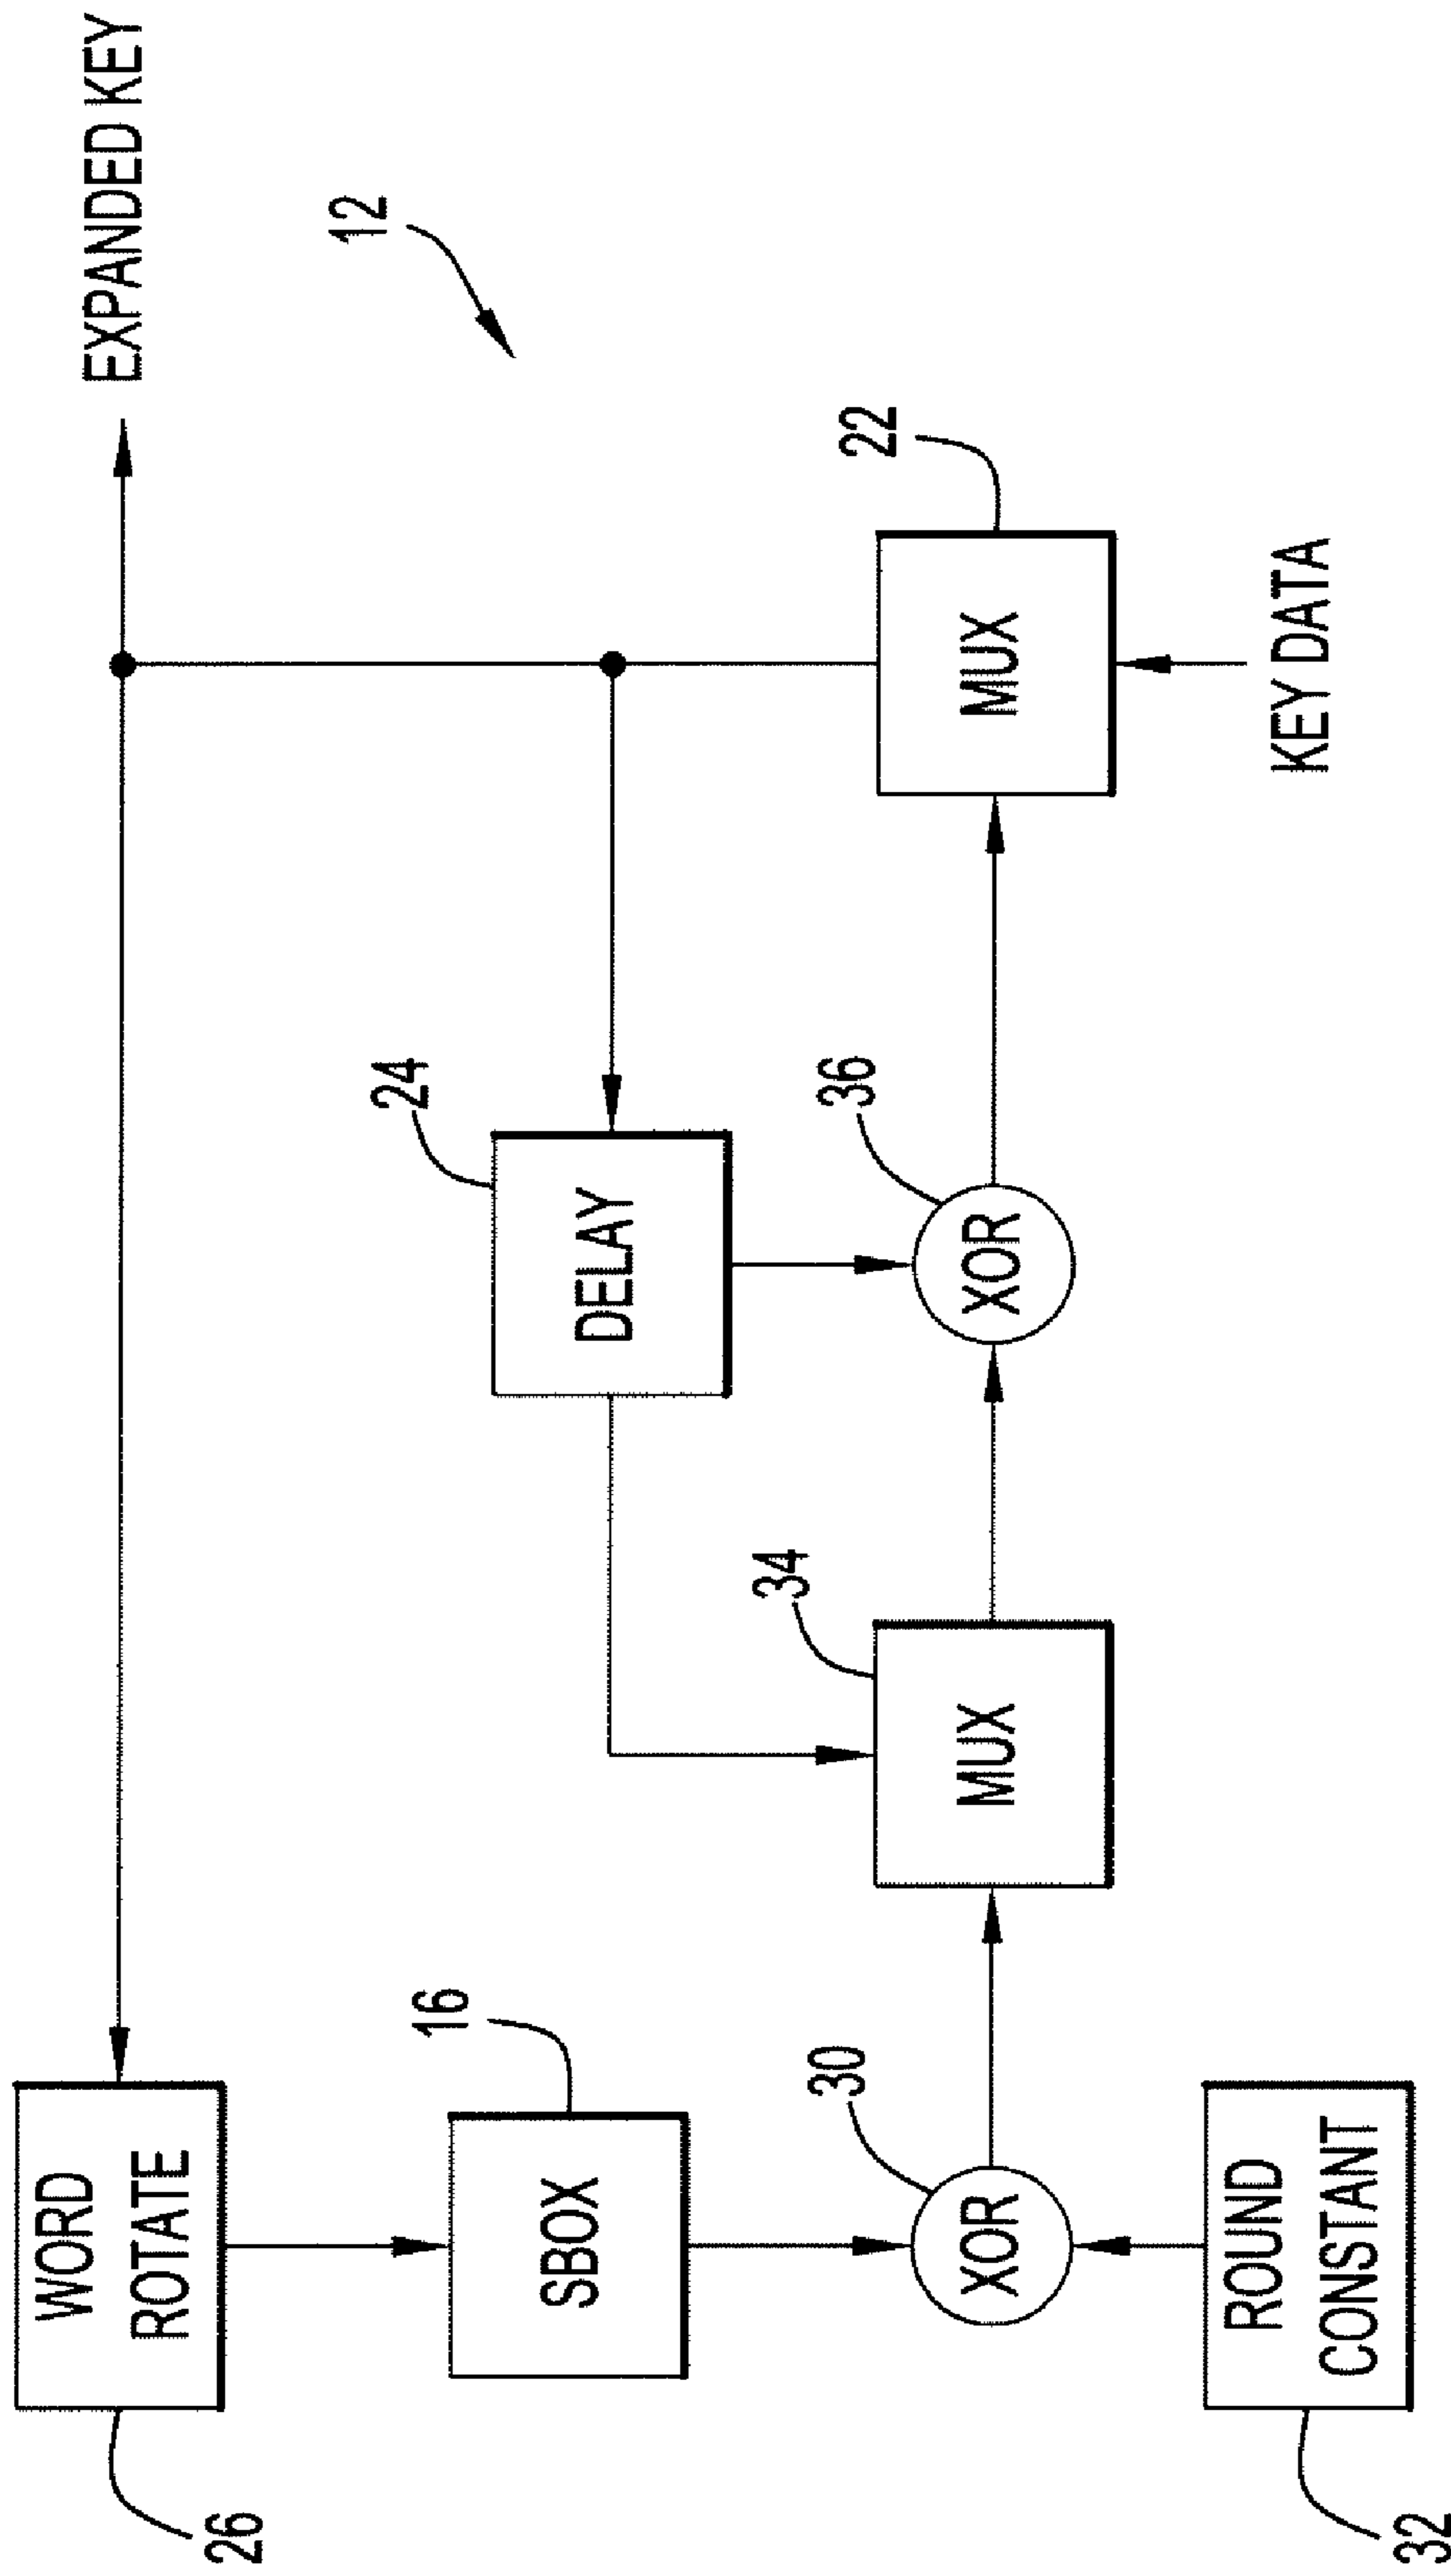 WORD
ROTATE
26
EXPANDED KEY
12
SBOX
16
DELAY
24
XOR
30
MUX
34
XOR
36
MUX
22
ROUND
CONSTANT
32
KEY DATA